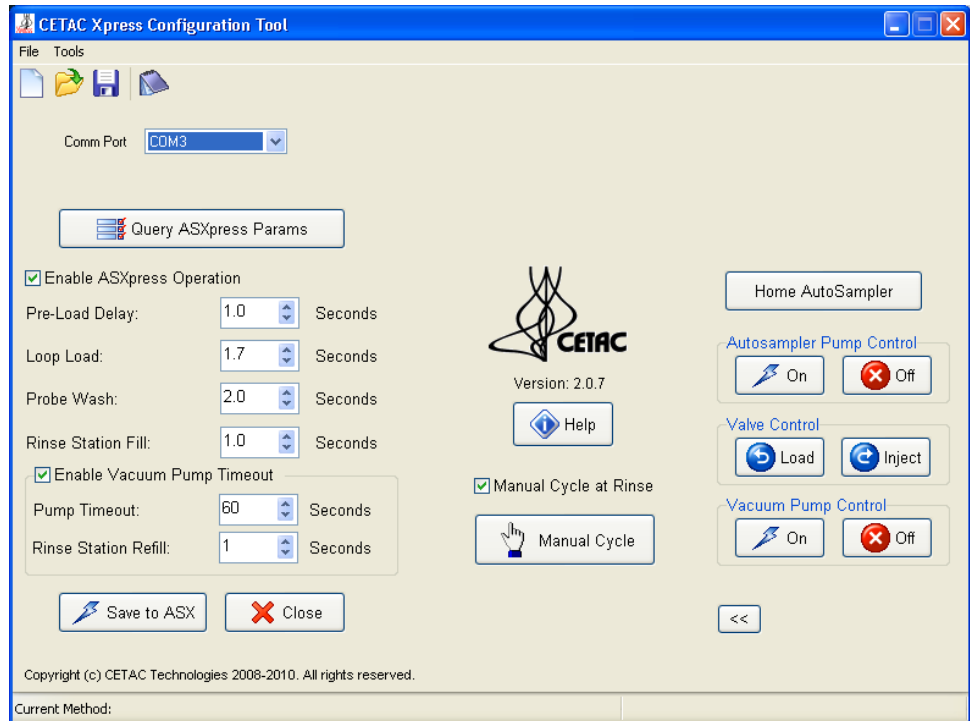 CETAC Xpress Configuration Tool
File Tools
Comm Port COM3
Query ASXpress Params
Enable ASXpress Operation
Pre-Load Delay: 1.0 Seconds
Loop Load: 1.7 Seconds
Probe Wash: 2.0 Seconds
Rinse Station Fill: 1.0 Seconds
Enable Vacuum Pump Timeout
Pump Timeout: 60 Seconds
Rinse Station Refill: 1 Seconds
Save to ASX Close
CETAC
Version: 2.0.7
Help
Manual Cycle at Rinse
Manual Cycle
Home AutoSampler
Autosampler Pump Control
On Off
Valve Control
Load Inject
Vacuum Pump Control
On Off
<<
Copyright (c) CETAC Technologies 2008-2010. All rights reserved.
Current Method: